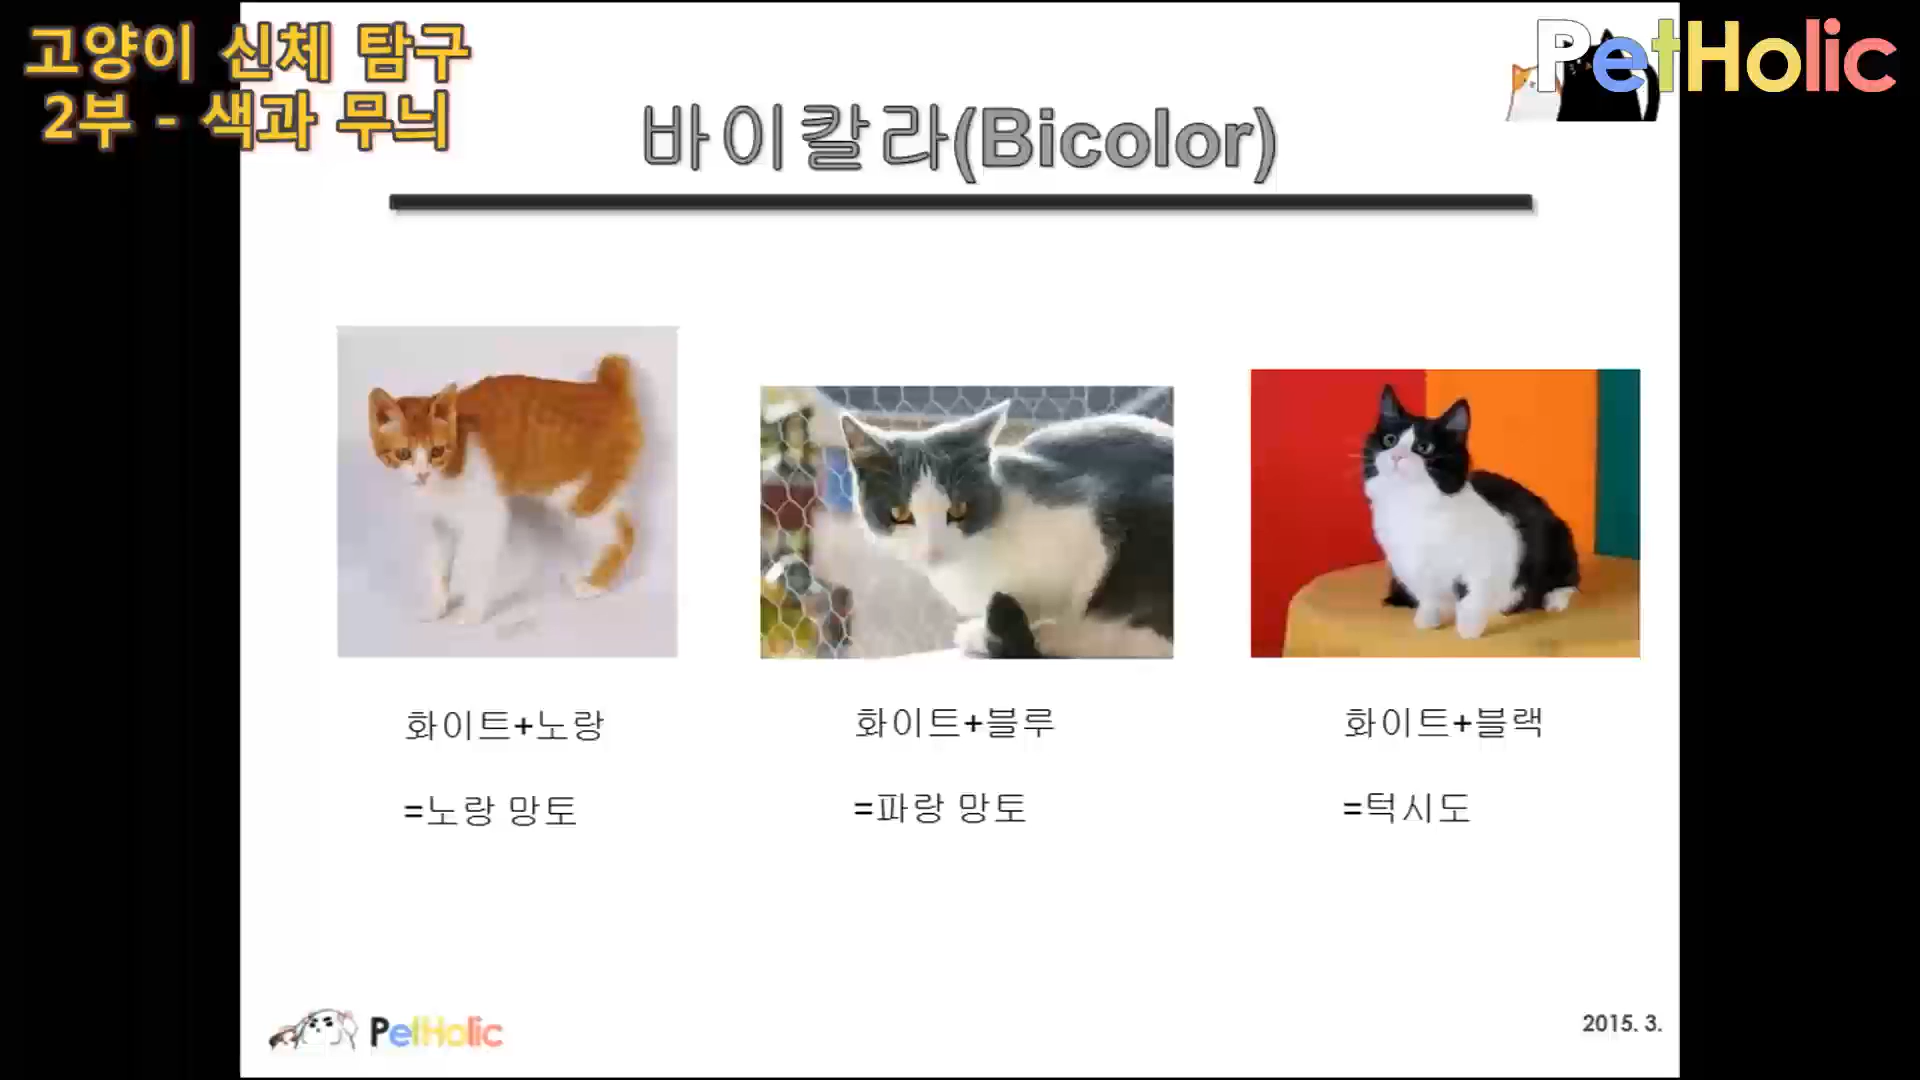 고양이 신체 탐구
2부 - 색과 무늬
PetHolic
바이칼라(Bicolor)
화이트+노랑
=노랑 망토
화이트+블루
=파랑 망토
화이트+블랙
=턱시도
PetHolic
2015. 3.